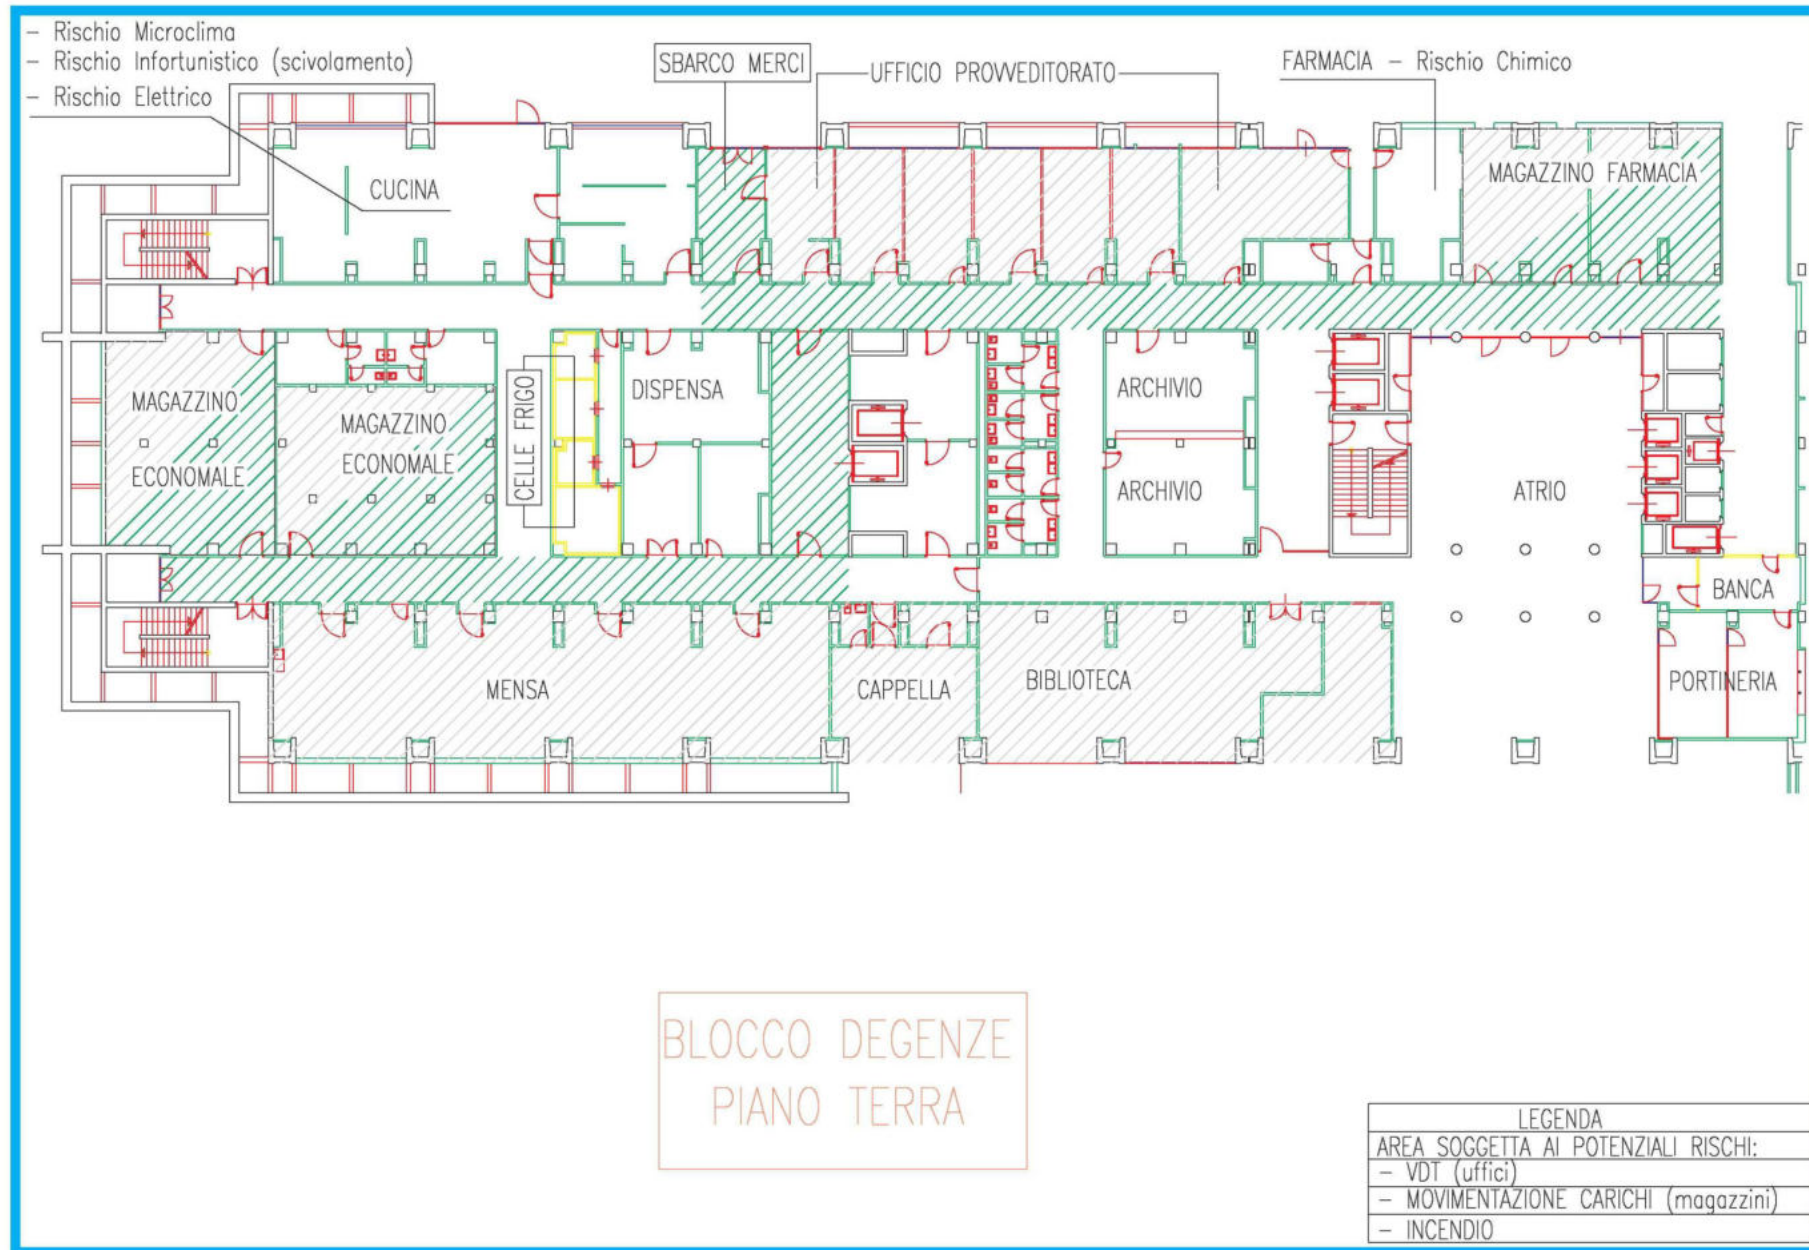 - Rischio Microclima
- Rischio Infortunistico (scivolamento)
- Rischio Elettrico
SBARCO MERCI
UFFICIO PROVVEDITORATO
FARMACIA - Rischio Chimico
CUCINA
MAGAZZINO FARMACIA
MAGAZZINO
ECONOMALE
MAGAZZINO
ECONOMALE
CELLE FRIGO
DISPENSA
ARCHIVIO
ARCHIVIO
ATRIO
BANCA
MENSA
CAPPELLA
BIBLIOTECA
PORTINERIA
BLOCCO DEGENZE
PIANO TERRA
LEGENDA
AREA SOGGETTA AI POTENZIALI RISCHI:
- VDT (uffici)
- MOVIMENTAZIONE CARICHI (magazzini)
- INCENDIO